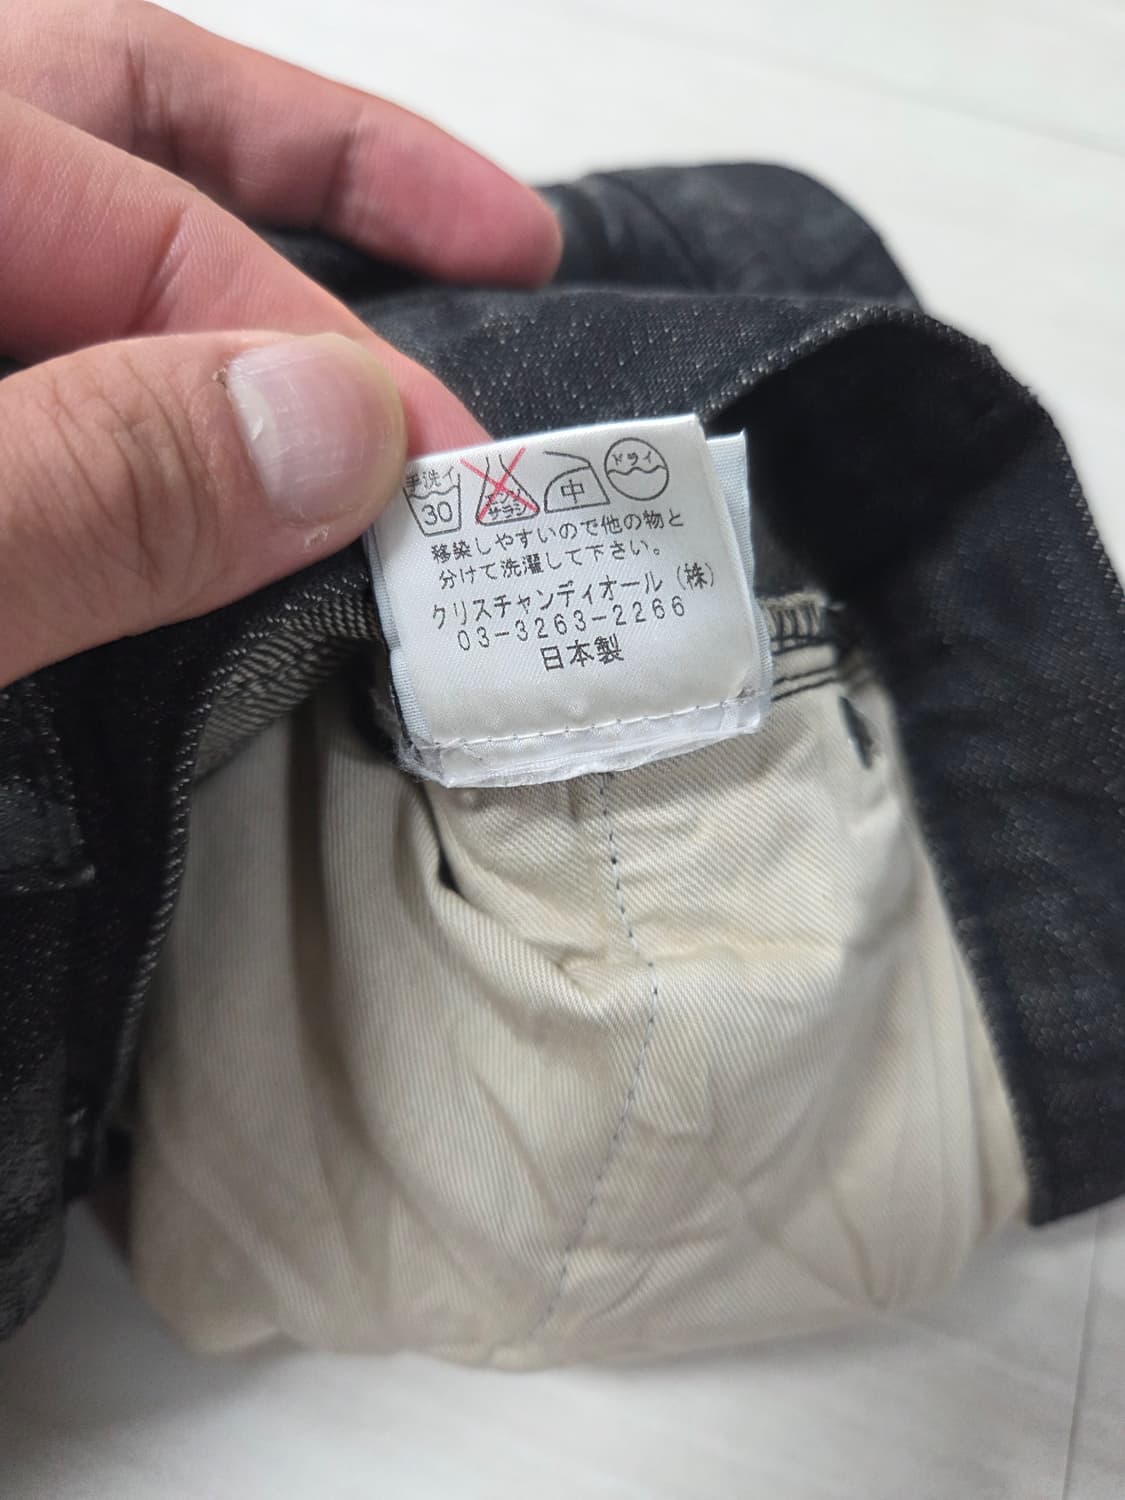 手洗イ 30 エンソサラシ 中 ドライ
移染しやすいので他の物と
分けて洗濯して下さい。
クリスチャンディオール（株）
03-3263-2266
日本製